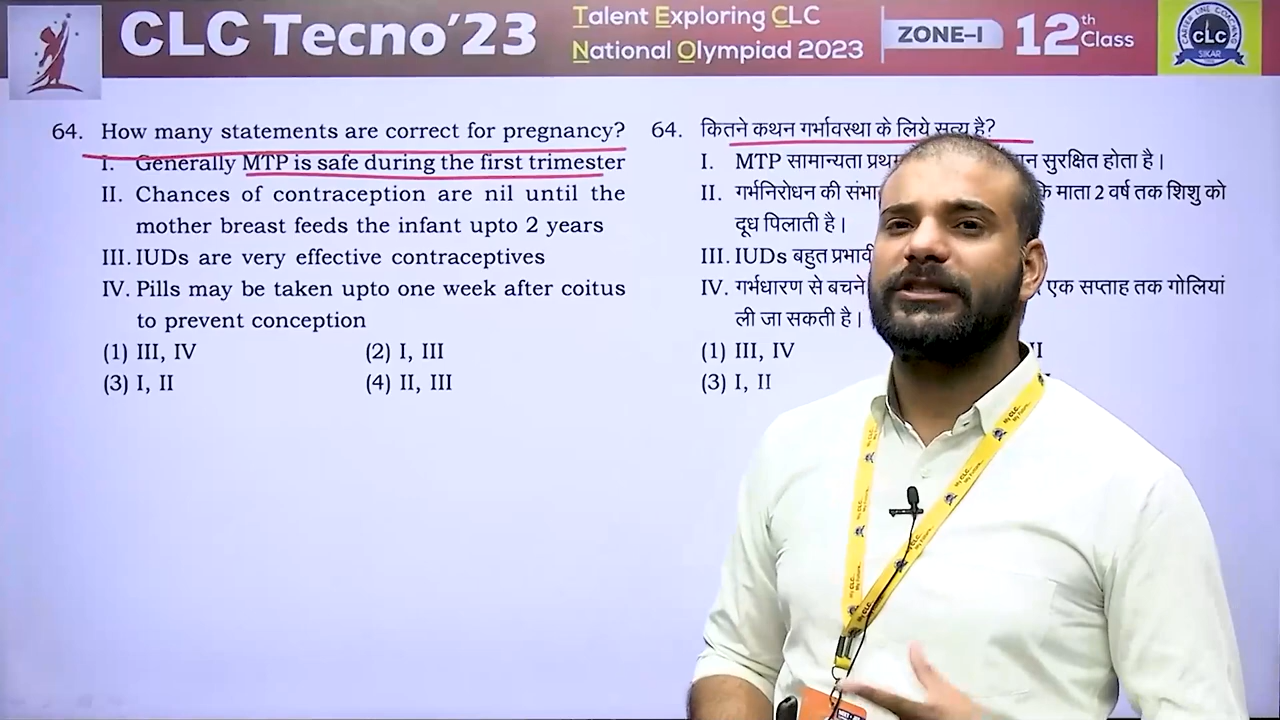 CLC Tecno'23
Talent Exploring CLC
National Olympiad 2023
ZONE–I
12th Class
CLC
SIKAR
64. How many statements are correct for pregnancy?
I. Generally MTP is safe during the first trimester
II. Chances of contraception are nil until the
mother breast feeds the infant upto 2 years
III. IUDs are very effective contraceptives
IV. Pills may be taken upto one week after coitus
to prevent conception
(1) III, IV (2) I, III
(3) I, II (4) II, III
64. कितने कथन गर्भावस्था के लिये सत्य है?
I. MTP सामान्यता सुरक्षित होता है।
II. गर्भनिरोधन की माता 2 वर्ष तक शिशु को
दूध पिलाती है।
III. IUDs बहुत
IV. गर्भधारण से बचने एक सप्ताह तक गोलियां
ली जा सकती है।
(1) III, IV
(3) I, II
My CLC..
My Future..